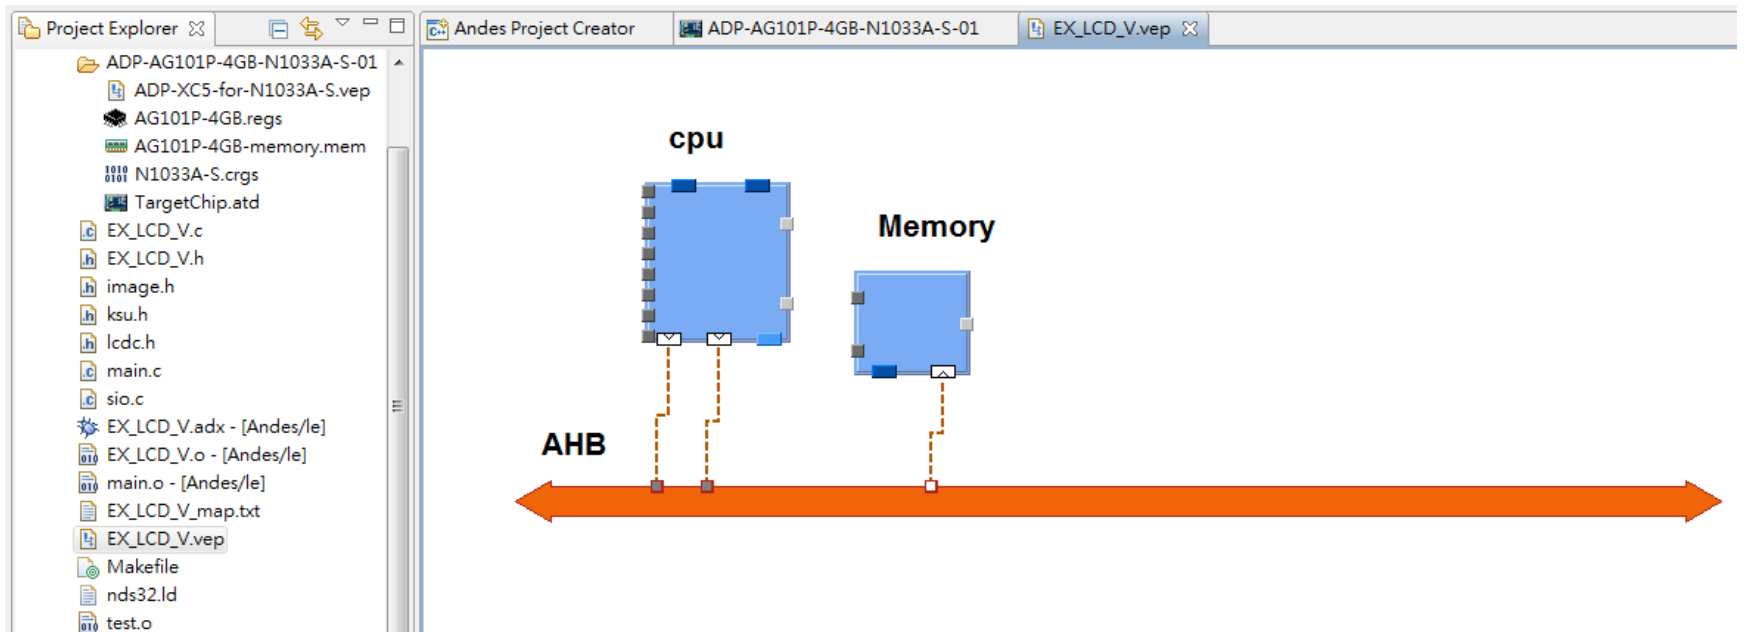 Project Explorer
Andes Project Creator
ADP-AG101P-4GB-N1033A-S-01
EX_LCD_V.vep
ADP-AG101P-4GB-N1033A-S-01
ADP-XC5-for-N1033A-S.vep
AG101P-4GB.regs
AG101P-4GB-memory.mem
N1033A-S.crgs
TargetChip.atd
EX_LCD_V.c
EX_LCD_V.h
image.h
ksu.h
lcdc.h
main.c
sio.c
EX_LCD_V.adx - [Andes/le]
EX_LCD_V.o - [Andes/le]
main.o - [Andes/le]
EX_LCD_V_map.txt
EX_LCD_V.vep
Makefile
nds32.ld
test.o
cpu
Memory
AHB